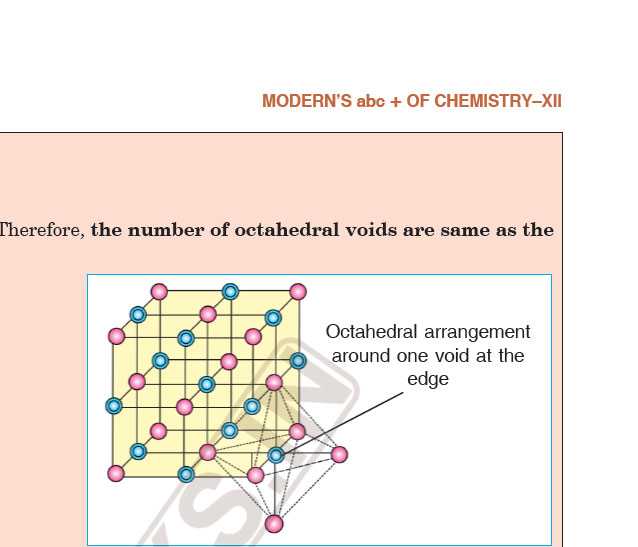 MODERN'S abc + OF CHEMISTRY–XII
Therefore, the number of octahedral voids are same as the
Octahedral arrangement
around one void at the
edge